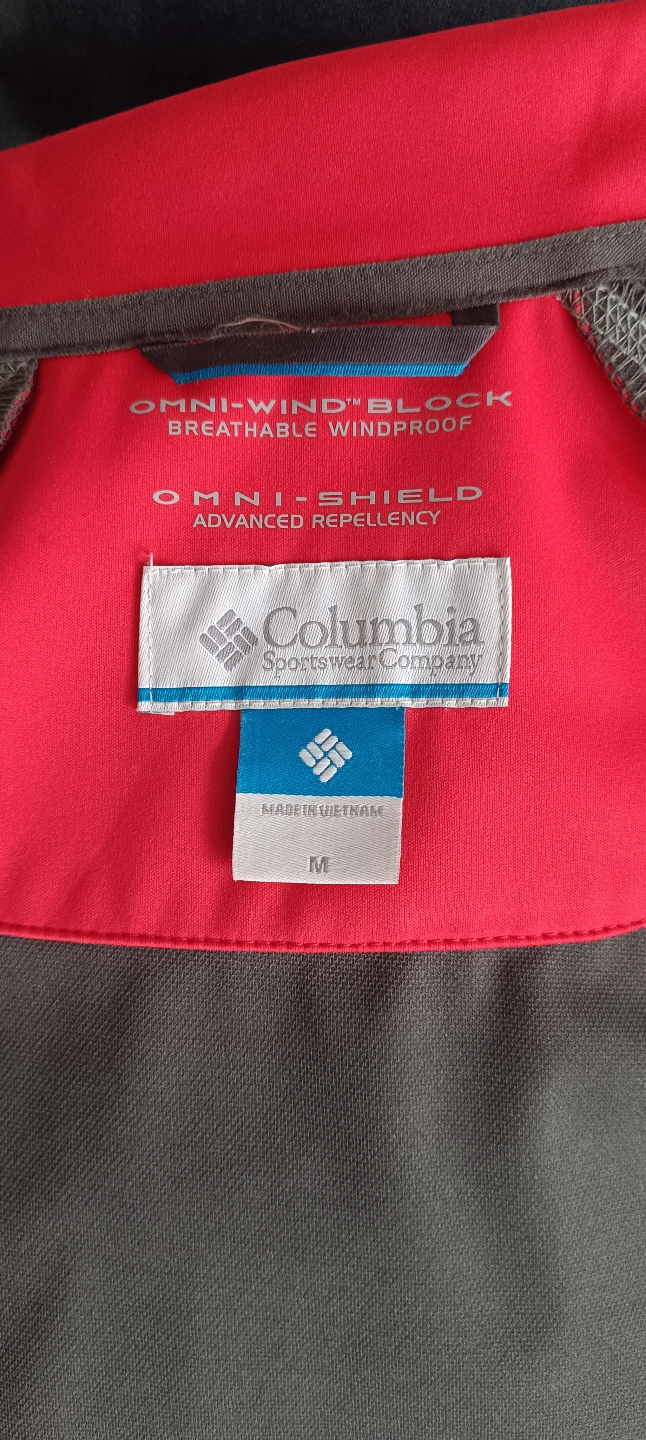 OMNI-WIND™ BLOCK
BREATHABLE WINDPROOF
OMNI-SHIELD
ADVANCED REPELLENCY
Columbia
Sportswear Company
MADE IN VIETNAM
M